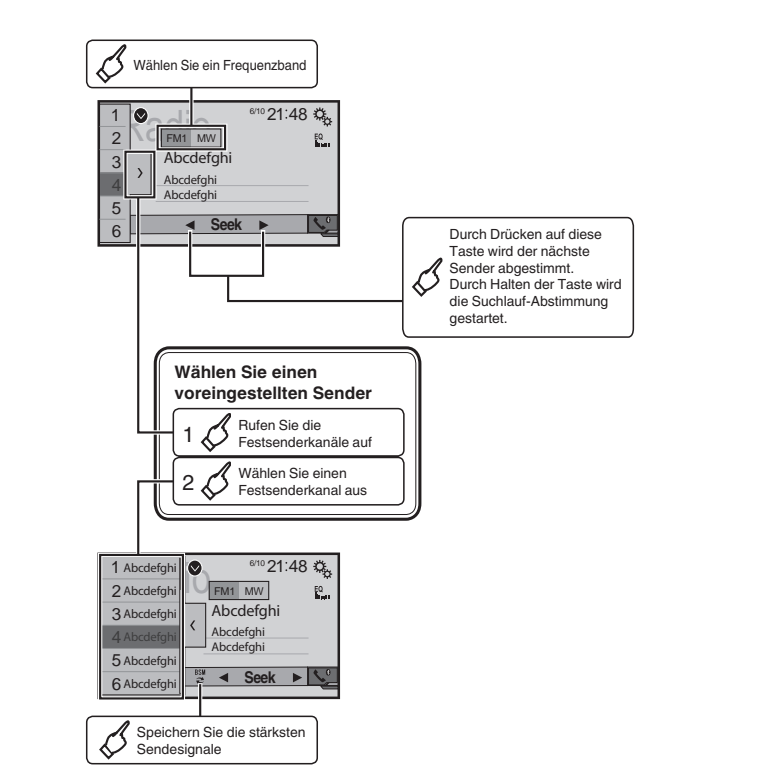 Wählen Sie ein Frequenzband
Radio
1
2
3
4
5
6
6/10 21:48
FM1 MW
EQ
Abcdefghi
Abcdefghi
Abcdefghi
◄ Seek ►
Durch Drücken auf diese
Taste wird der nächste
Sender abgestimmt.
Durch Halten der Taste wird
die Suchlauf-Abstimmung
gestartet.
Wählen Sie einen
voreingestellten Sender
1 Rufen Sie die
Festsenderkanäle auf
2 Wählen Sie einen
Festsenderkanal aus
1 Abcdefghi
2 Abcdefghi
3 Abcdefghi
4 Abcdefghi
5 Abcdefghi
6 Abcdefghi
6/10 21:48
FM1 MW
EQ
Abcdefghi
Abcdefghi
Abcdefghi
BSM
◄ Seek ►
Speichern Sie die stärksten
Sendesignale